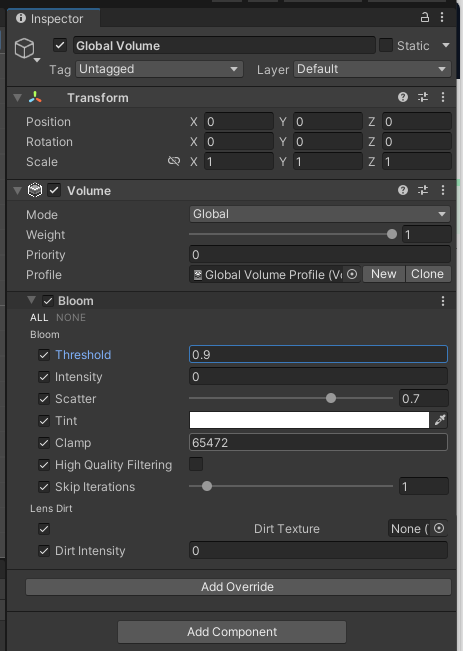 Inspector
Global Volume Static
Tag Untagged Layer Default
Transform
Position X 0 Y 0 Z 0
Rotation X 0 Y 0 Z 0
Scale X 1 Y 1 Z 1
Volume
Mode Global
Weight 1
Priority 0
Profile Global Volume Profile (Vo New Clone
Bloom
ALL NONE
Bloom
Threshold 0.9
Intensity 0
Scatter 0.7
Tint
Clamp 65472
High Quality Filtering
Skip Iterations 1
Lens Dirt
Dirt Texture None (
Dirt Intensity 0
Add Override
Add Component